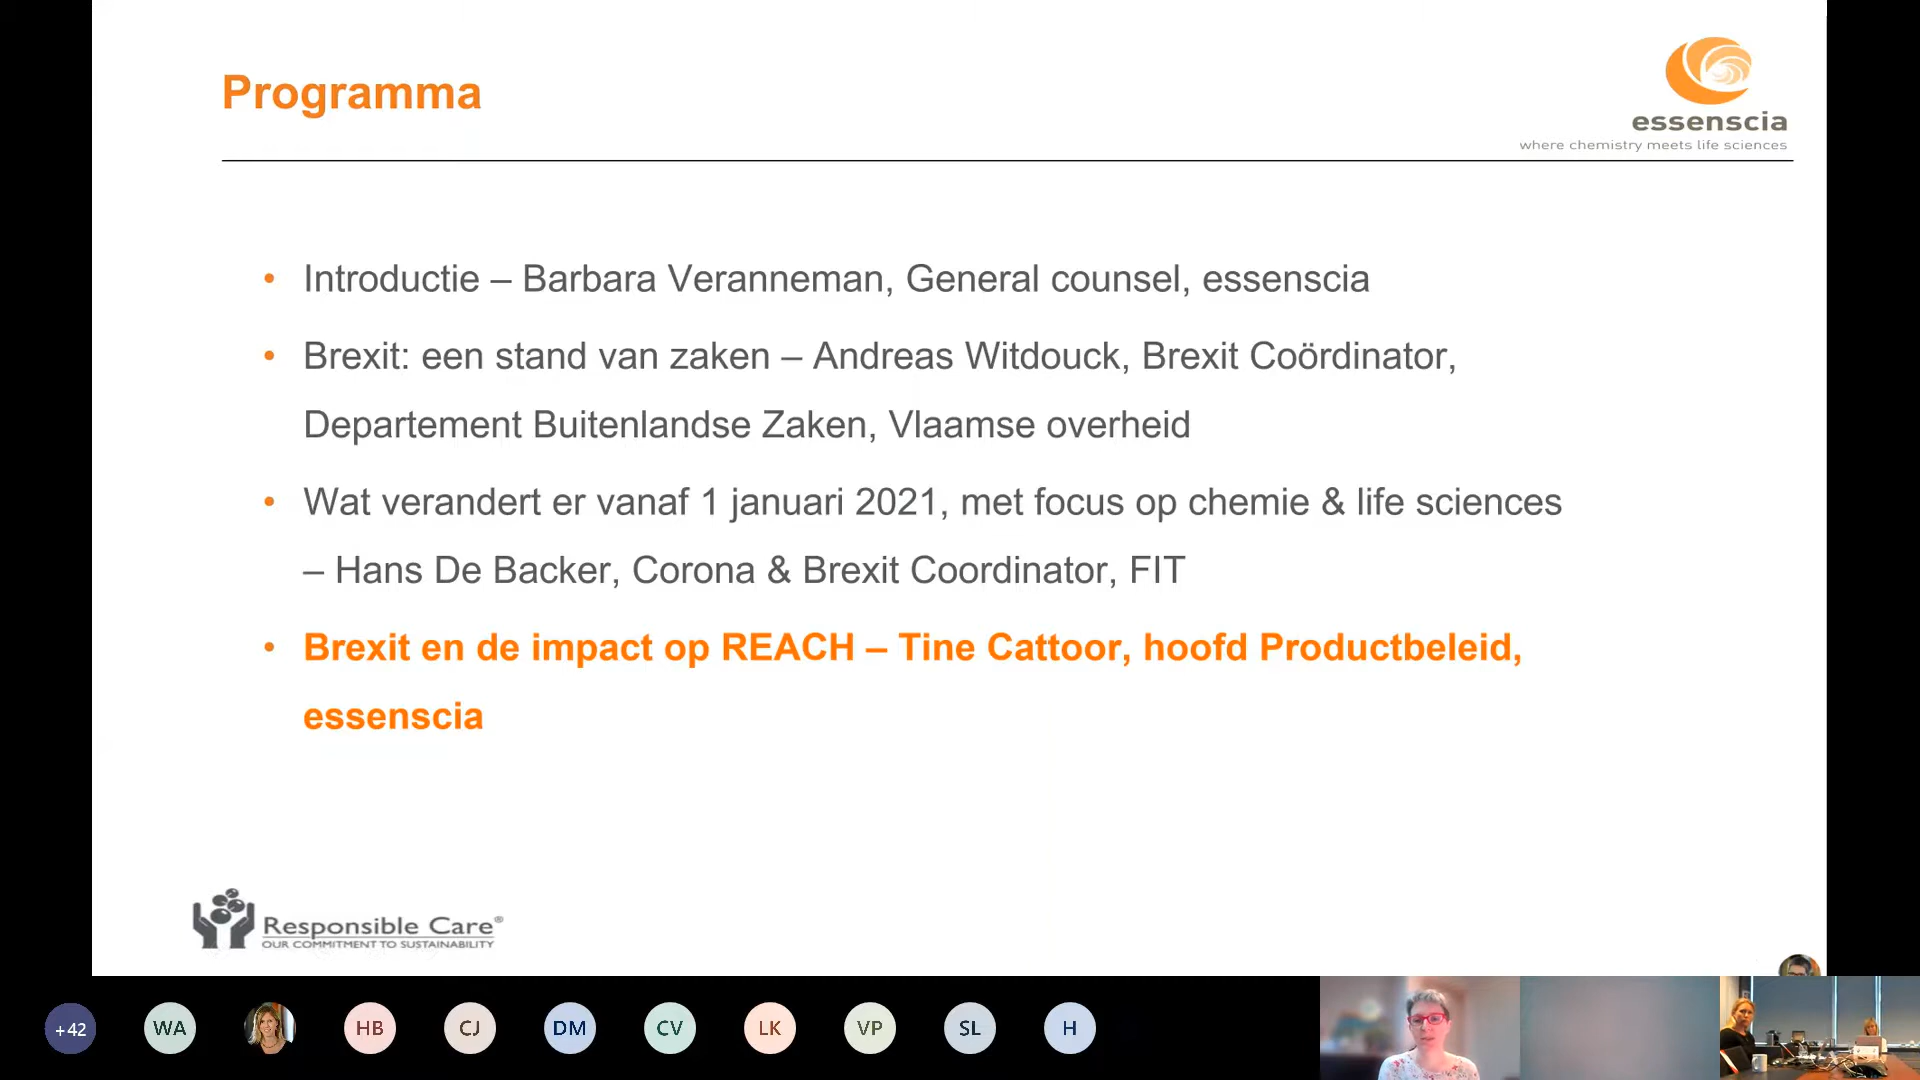 Programma
essenscia
where chemistry meets life sciences
• Introductie – Barbara Veranneman, General counsel, essenscia
• Brexit: een stand van zaken – Andreas Witdouck, Brexit Coördinator,
Departement Buitenlandse Zaken, Vlaamse overheid
• Wat verandert er vanaf 1 januari 2021, met focus op chemie & life sciences
– Hans De Backer, Corona & Brexit Coordinator, FIT
• Brexit en de impact op REACH – Tine Cattoor, hoofd Productbeleid,
essenscia
Responsible Care®
OUR COMMITMENT TO SUSTAINABILITY
+42 WA HB CJ DM CV LK VP SL H